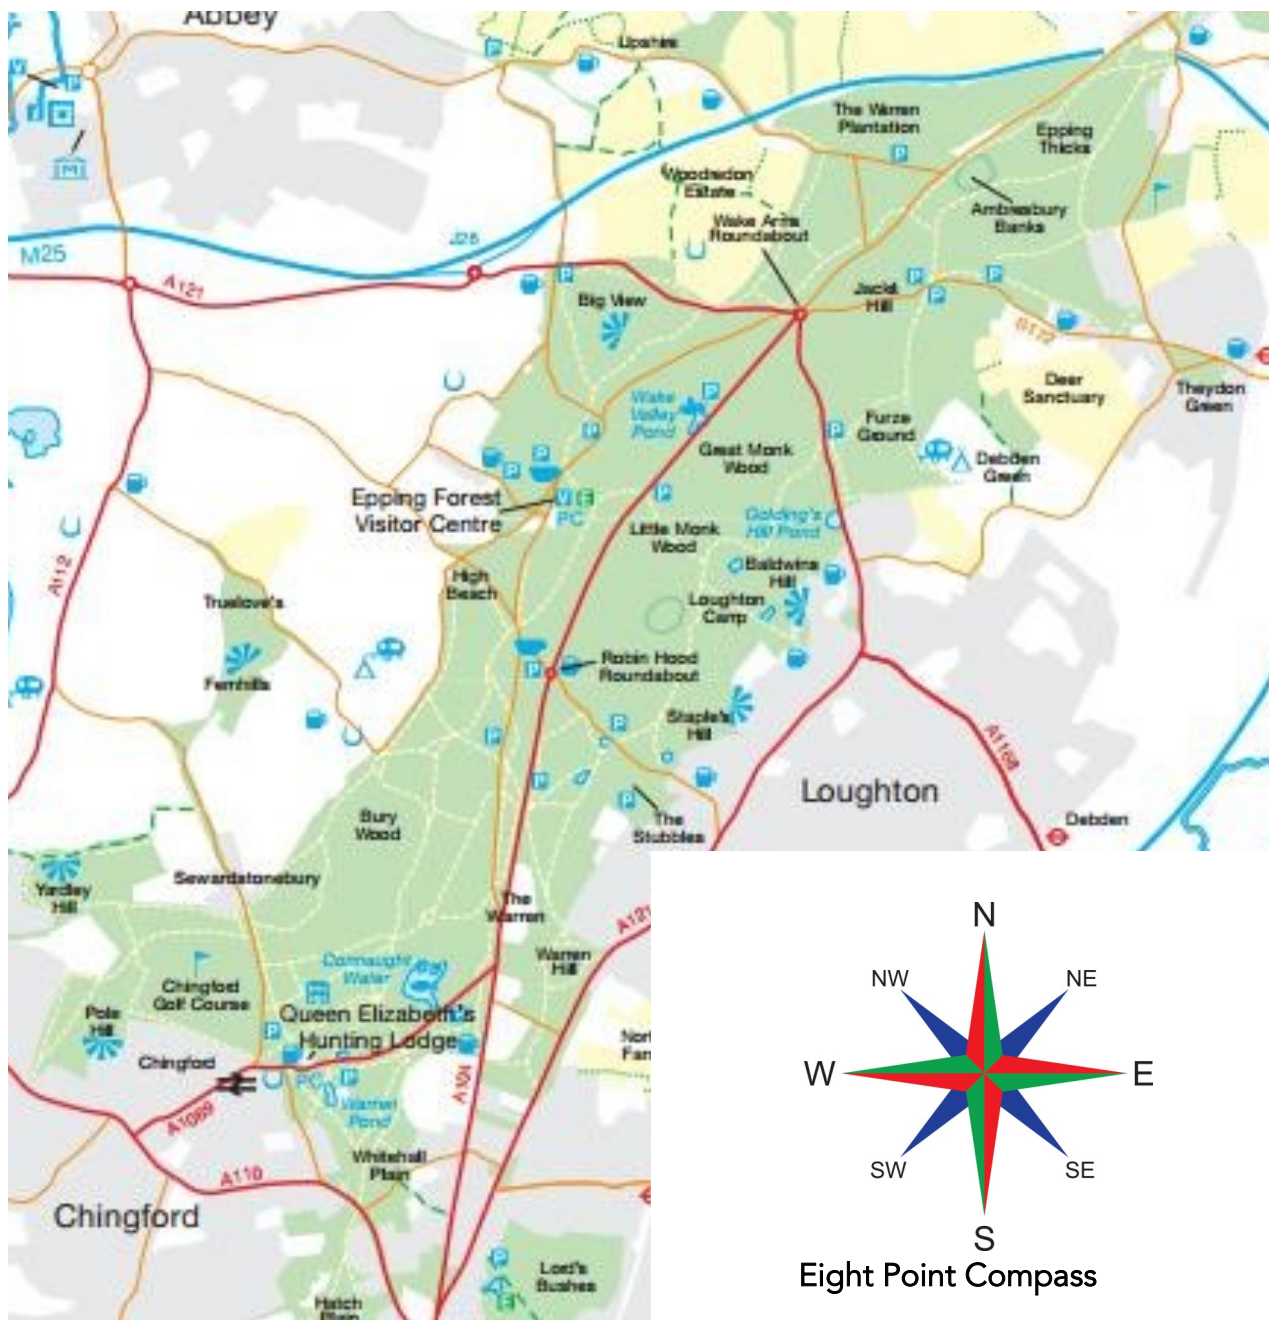 Abbey
Upshire
The Warren
Plantation
Epping
Thicks
Woodredon
Estate
Wake Arms
Roundabout
Ambresbury
Banks
M25
J26
A121
Big View
Jacks
Hill
B172
Deer
Sanctuary
Theydon
Green
Wake
Valley
Pond
Furze
Ground
Great Monk
Wood
Debden
Green
Epping Forest
Visitor Centre
PC
Little Monk
Wood
Golding's
Hill Pond
Baldwins
Hill
High
Beach
Loughton
Camp
A112
Truelove's
Fernhills
Robin Hood
Roundabout
Staple's
Hill
A1168
Loughton
Bury
Wood
The
Stubbles
Debden
Yardley
Hill
Sewardstonebury
The
Warren
A121
Warren
Hill
Connaught
Water
Chingford
Golf Course
Pole
Hill
Queen Elizabeth's
Hunting Lodge
Chingford
PC
Warren
Pond
A104
A1069
Whitehall
Plain
A110
Chingford
Lord's
Bushes
Hatch
Plain
N
NW
NE
W
E
SW
SE
S
Eight Point Compass